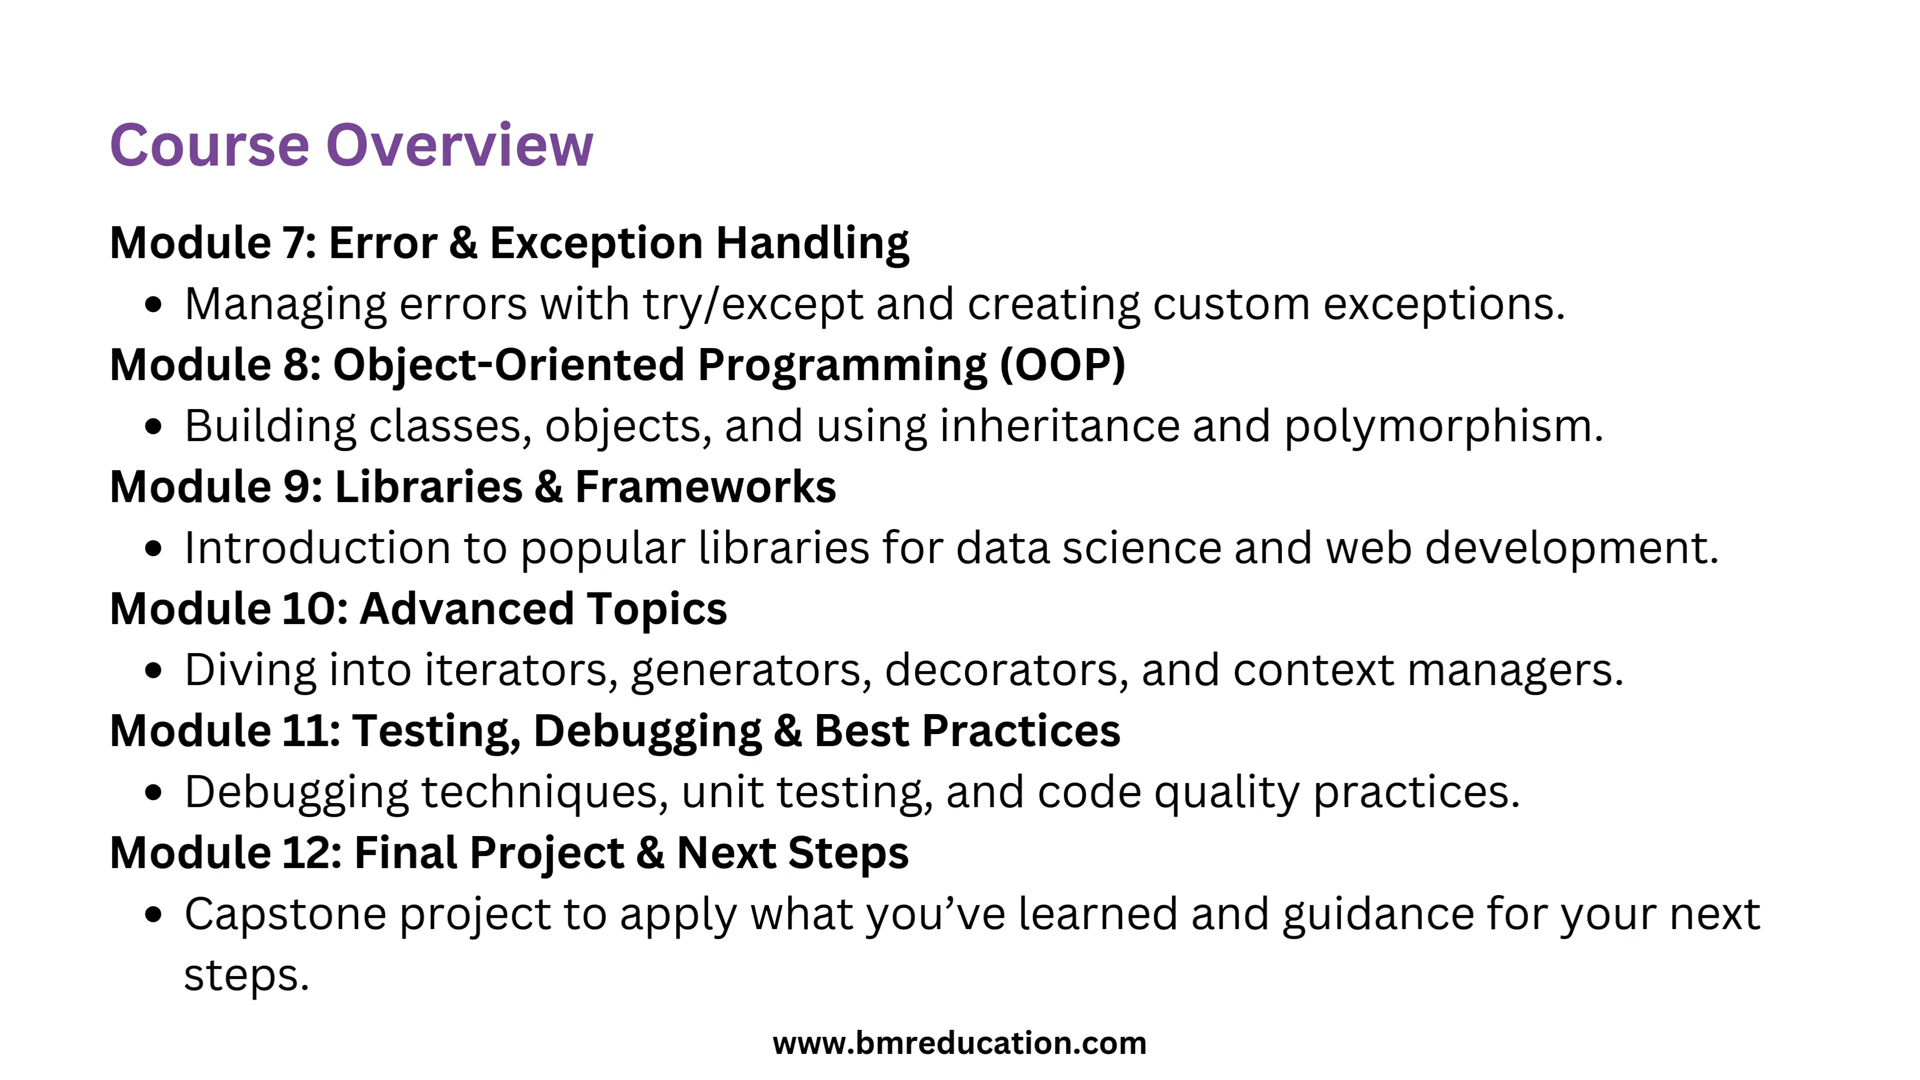 Course Overview
Module 7: Error & Exception Handling
• Managing errors with try/except and creating custom exceptions.
Module 8: Object-Oriented Programming (OOP)
• Building classes, objects, and using inheritance and polymorphism.
Module 9: Libraries & Frameworks
• Introduction to popular libraries for data science and web development.
Module 10: Advanced Topics
• Diving into iterators, generators, decorators, and context managers.
Module 11: Testing, Debugging & Best Practices
• Debugging techniques, unit testing, and code quality practices.
Module 12: Final Project & Next Steps
• Capstone project to apply what you’ve learned and guidance for your next
steps.
www.bmreducation.com